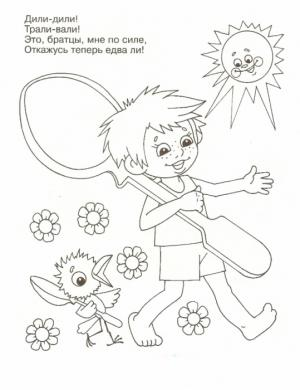 Дили-дили!
Трали-вали!
Это, братцы, мне по силе,
Откажусь теперь едва ли!